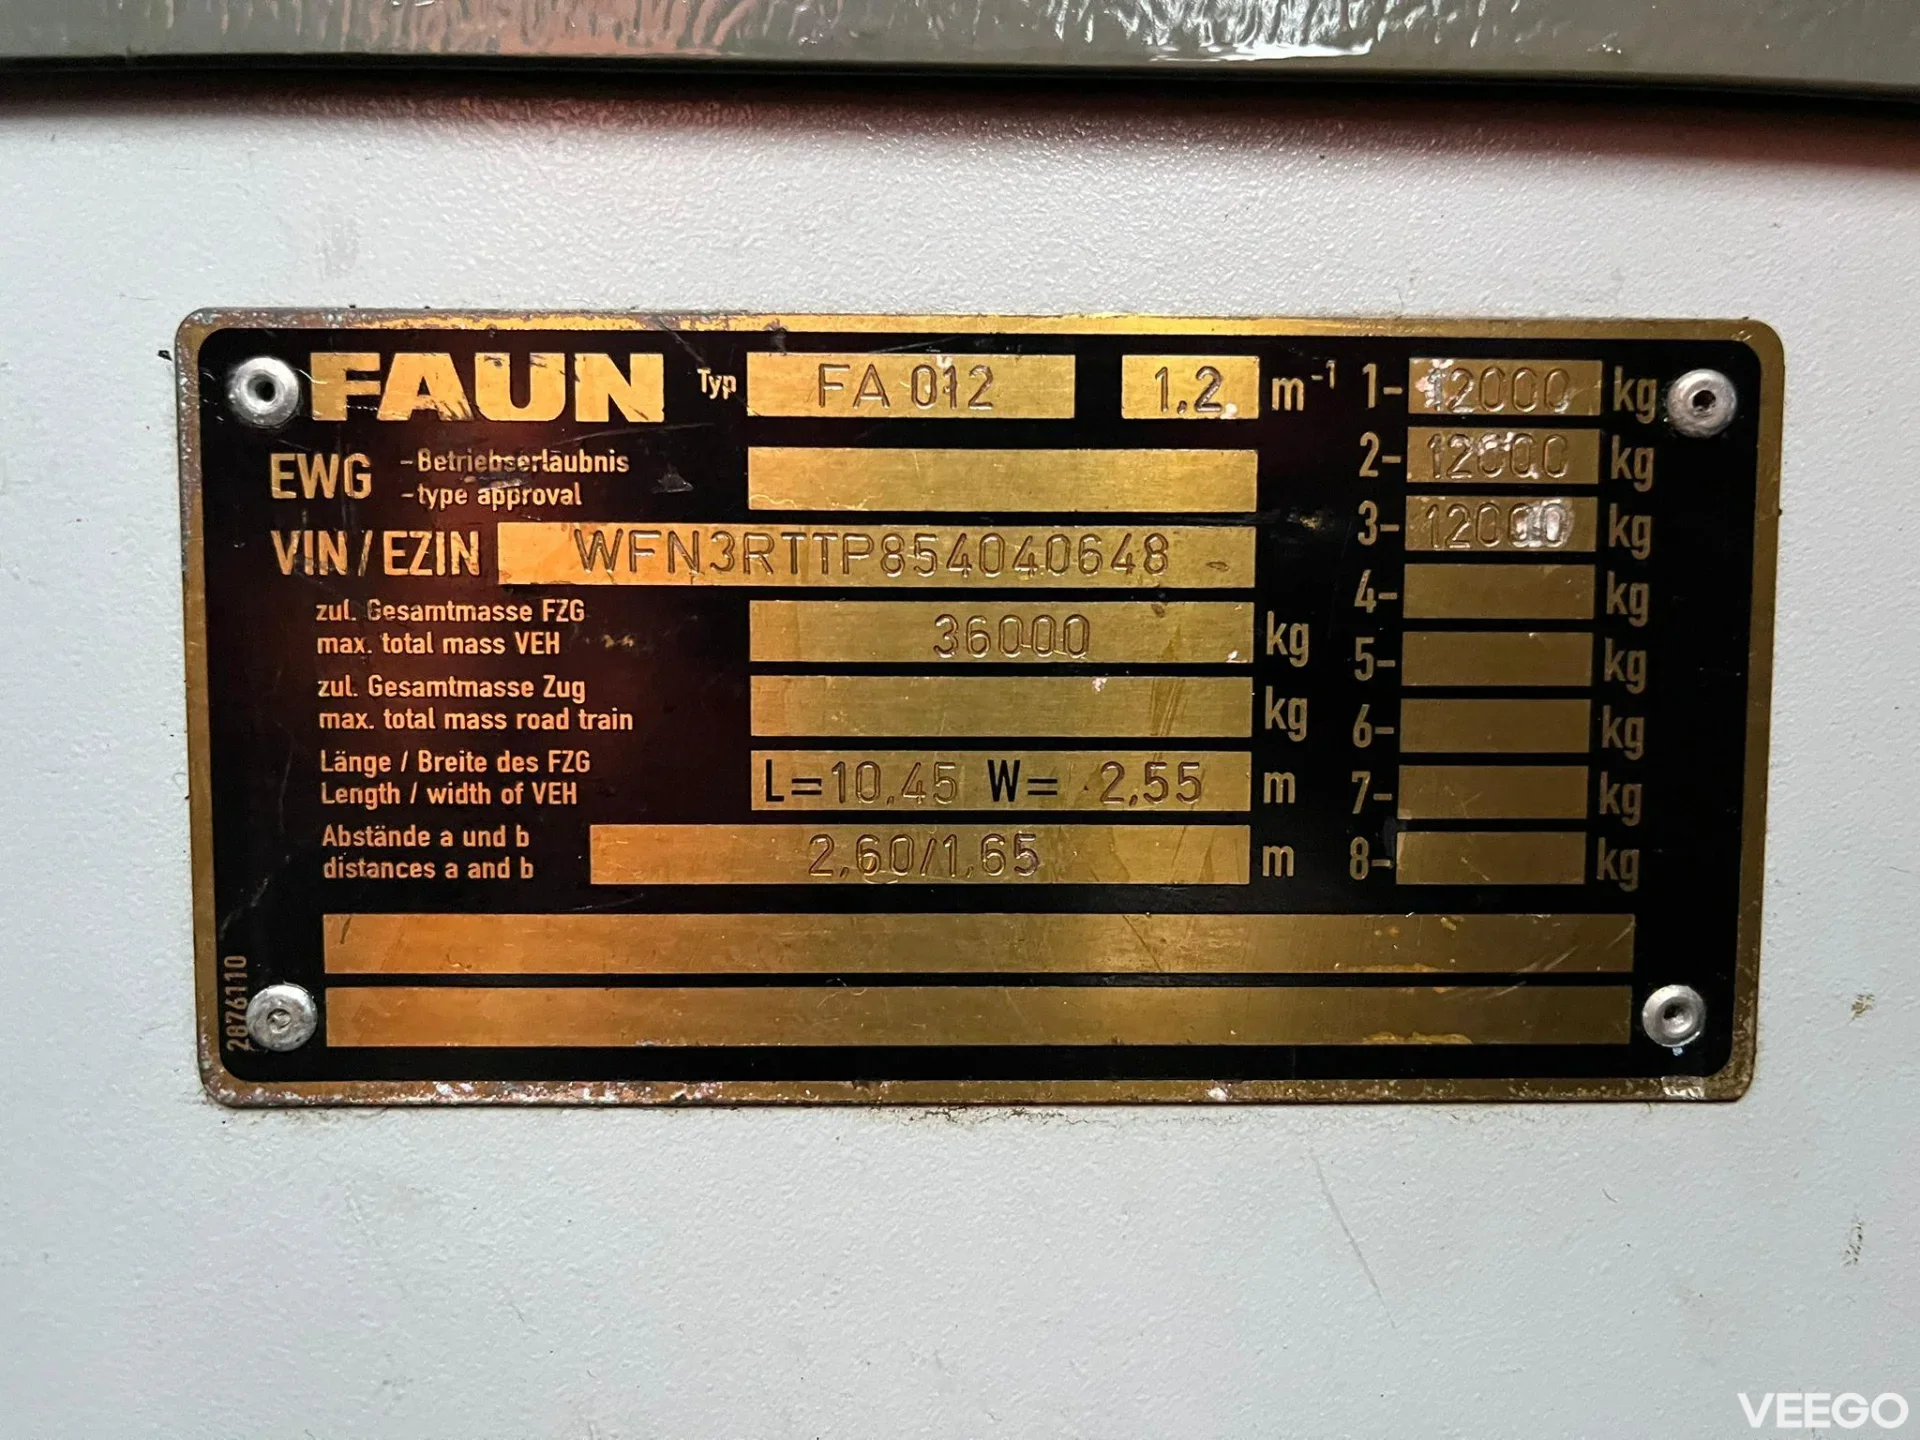 FAUN Typ FA 012 1,2 m⁻¹ 1- 12000 kg
EWG -Betriebserlaubnis
-type approval
2- 12000 kg
VIN/EZIN WFN3RTTP854040648 3- 12000 kg
zul. Gesamtmasse FZG
max. total mass VEH 36000 kg
4- kg
zul. Gesamtmasse Zug
max. total mass road train kg
5- kg
6- kg
Länge / Breite des FZG
Length / width of VEH L=10,45 W= 2,55 m
7- kg
Abstände a und b
distances a and b 2,60/1,65 m
8- kg
2876110
VEEGO